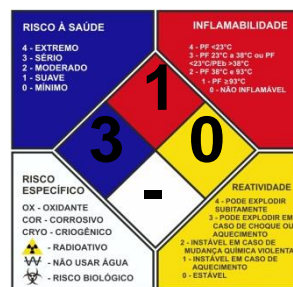 RISCO À SAÚDE
4 - EXTREMO
3 - SÉRIO
2 - MODERADO
1 - SUAVE
0 - MÍNIMO
INFLAMABILIDADE
4 - PF <23°C
3 - PF 23°C e 38°C ou PF
<23°C/PEb >38°C
2 - PF 38°C e 93°C
1 - PF ≥93°C
0 - NÃO INFLAMÁVEL
1
3
0
-
RISCO
ESPECÍFICO
OX - OXIDANTE
COR - CORROSIVO
CRYO - CRIOGÊNICO
- RADIOATIVO
W - NÃO USAR ÁGUA
- RISCO BIOLÓGICO
REATIVIDADE
4 - PODE EXPLODIR
SUBITAMENTE
3 - PODE EXPLODIR EM
CASO DE CHOQUE OU
AQUECIMENTO
2 - INSTÁVEL EM CASO DE
MUDANÇA QUÍMICA VIOLENTA
1 - INSTÁVEL EM CASO DE
AQUECIMENTO
0 - ESTÁVEL